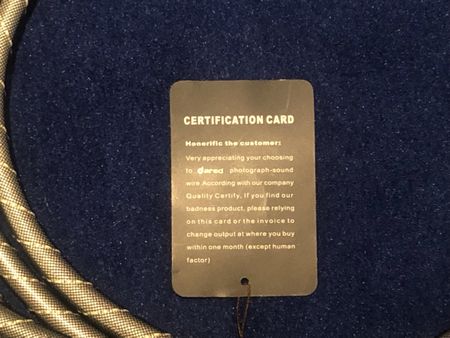 CERTIFICATION CARD
Honorific the customer:
Very appreciating your choosing
to dared photograph-sound
wire.According with our company
Quality Certify, If you find our
badness product, please relying
on this card or the invoice to
change output at where you buy
within one month (except human
factor)